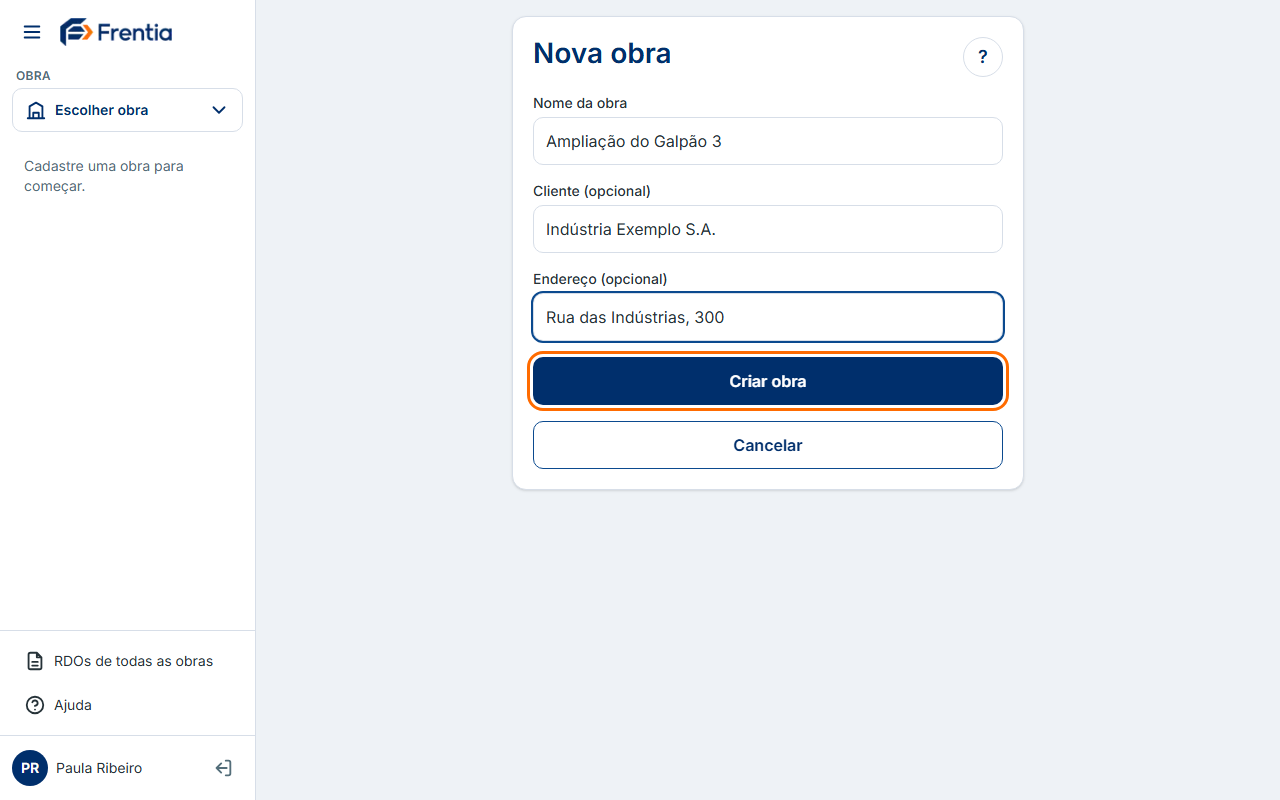 Frentia
OBRA
Escolher obra
Cadastre uma obra para
começar.
RDOs de todas as obras
Ajuda
PR
Paula Ribeiro
Nova obra
?
Nome da obra
Ampliação do Galpão 3
Cliente (opcional)
Indústria Exemplo S.A.
Endereço (opcional)
Rua das Indústrias, 300
Criar obra
Cancelar